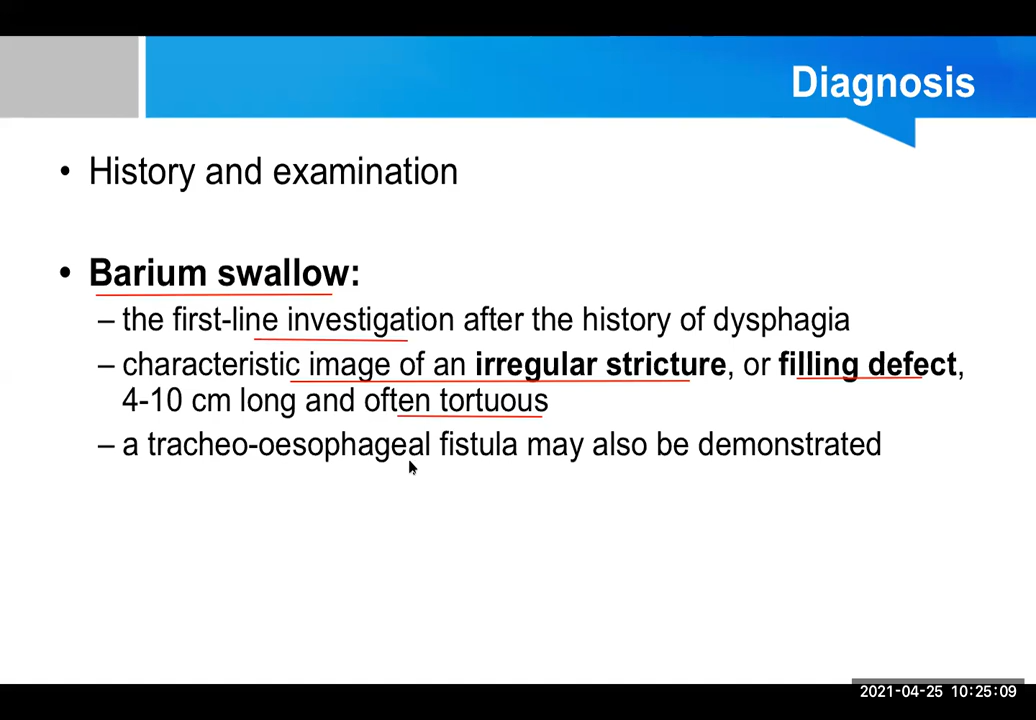 Diagnosis
• History and examination
• Barium swallow:
– the first-line investigation after the history of dysphagia
– characteristic image of an irregular stricture, or filling defect,
4-10 cm long and often tortuous
– a tracheo-oesophageal fistula may also be demonstrated
2021-04-25 10:25:09